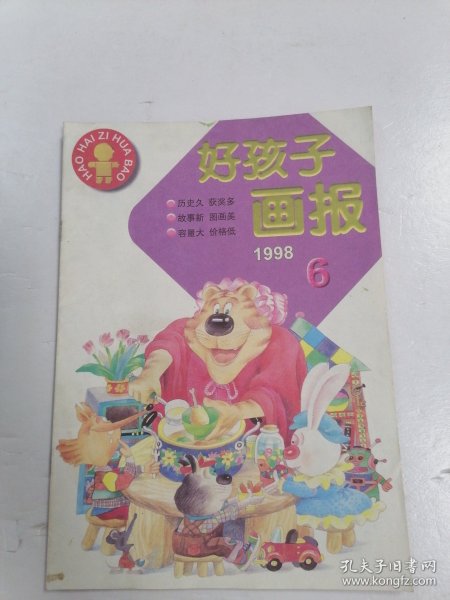 HAO HAI ZI HUA BAO
好孩子
画报
历史久 获奖多
故事新 图画美
容量大 价格低
1998
6
孔夫子旧书网
www.kongfz.com